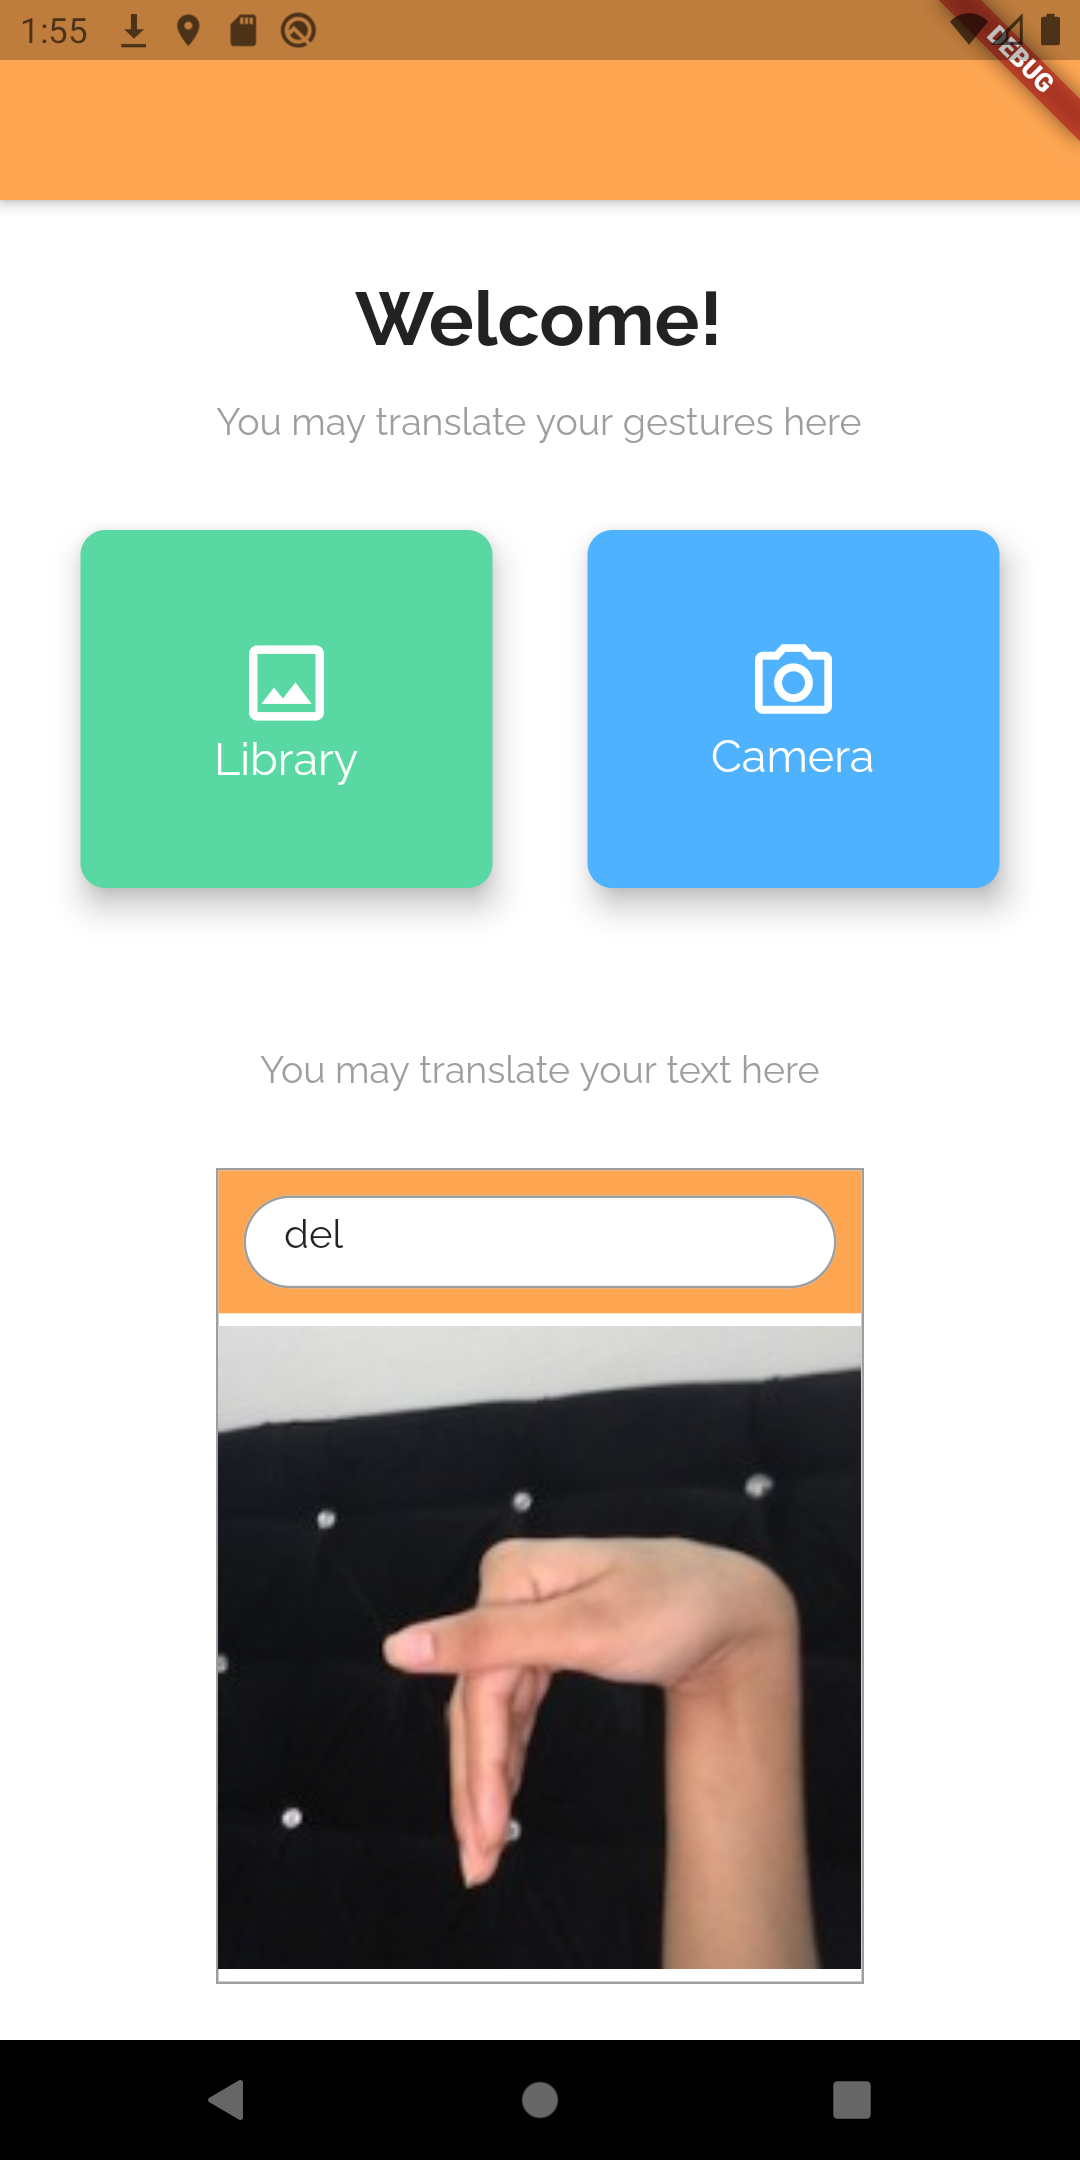 1:55
DEBUG
Welcome!
You may translate your gestures here
Library
Camera
You may translate your text here
del